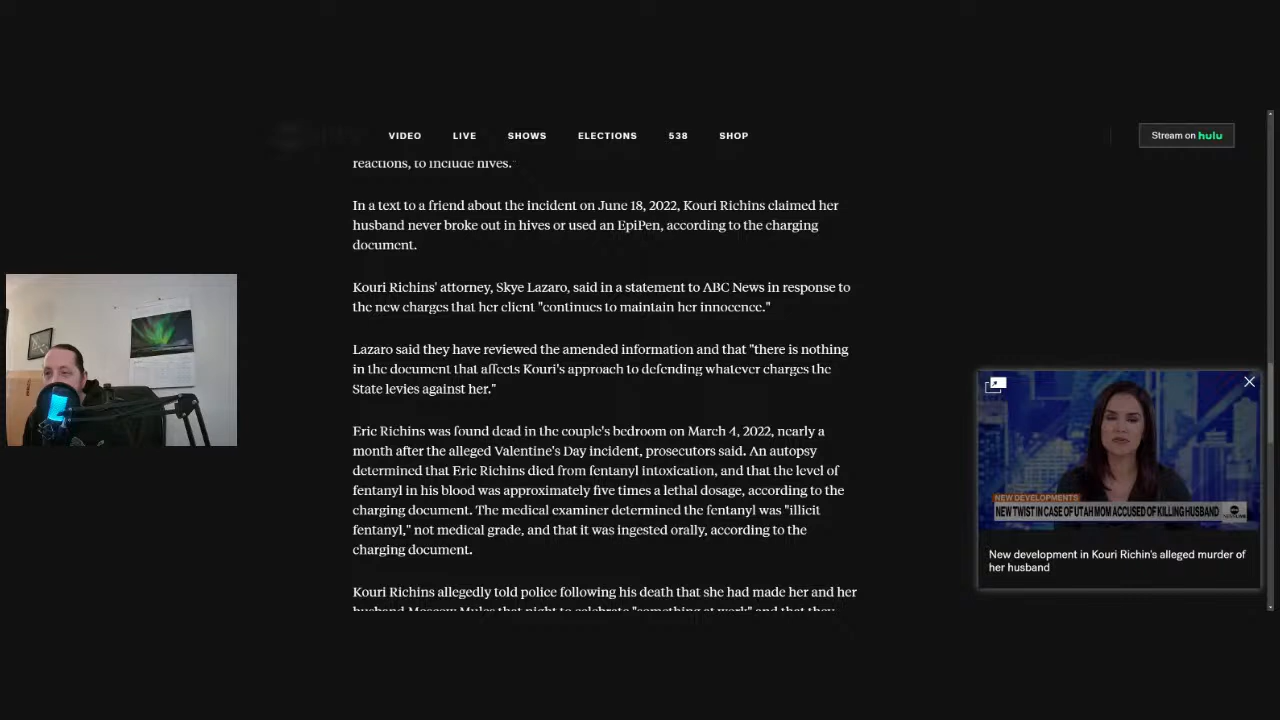 VIDEO
LIVE
SHOWS
ELECTIONS
538
SHOP
Stream on hulu
reactions, to include hives."
In a text to a friend about the incident on June 18, 2022, Kouri Richins claimed her
husband never broke out in hives or used an EpiPen, according to the charging
document.
Kouri Richins' attorney, Skye Lazaro, said in a statement to ABC News in response to
the new charges that her client "continues to maintain her innocence."
Lazaro said they have reviewed the amended information and that "there is nothing
in the document that affects Kouri's approach to defending whatever charges the
State levies against her."
Eric Richins was found dead in the couple's bedroom on March 4, 2022, nearly a
month after the alleged Valentine's Day incident, prosecutors said. An autopsy
determined that Eric Richins died from fentanyl intoxication, and that the level of
fentanyl in his blood was approximately five times a lethal dosage, according to the
charging document. The medical examiner determined the fentanyl was "illicit
fentanyl," not medical grade, and that it was ingested orally, according to the
charging document.
Kouri Richins allegedly told police following his death that she had made her and her
husband Moscow Mules that night to celebrate "something at work" and that they
NEW DEVELOPMENTS
NEW TWIST IN CASE OF UTAH MOM ACCUSED OF KILLING HUSBAND
New development in Kouri Richin's alleged murder of
her husband